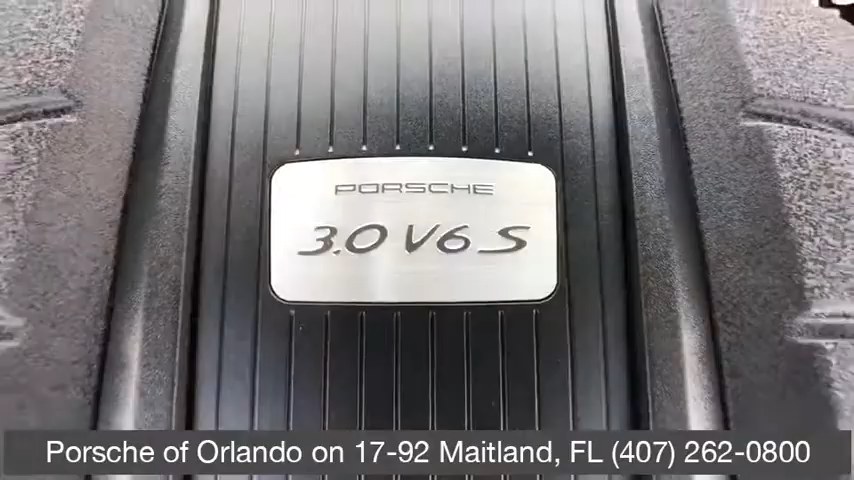 PORSCHE
3.0 V6 S
Porsche of Orlando on 17-92 Maitland, FL (407) 262-0800